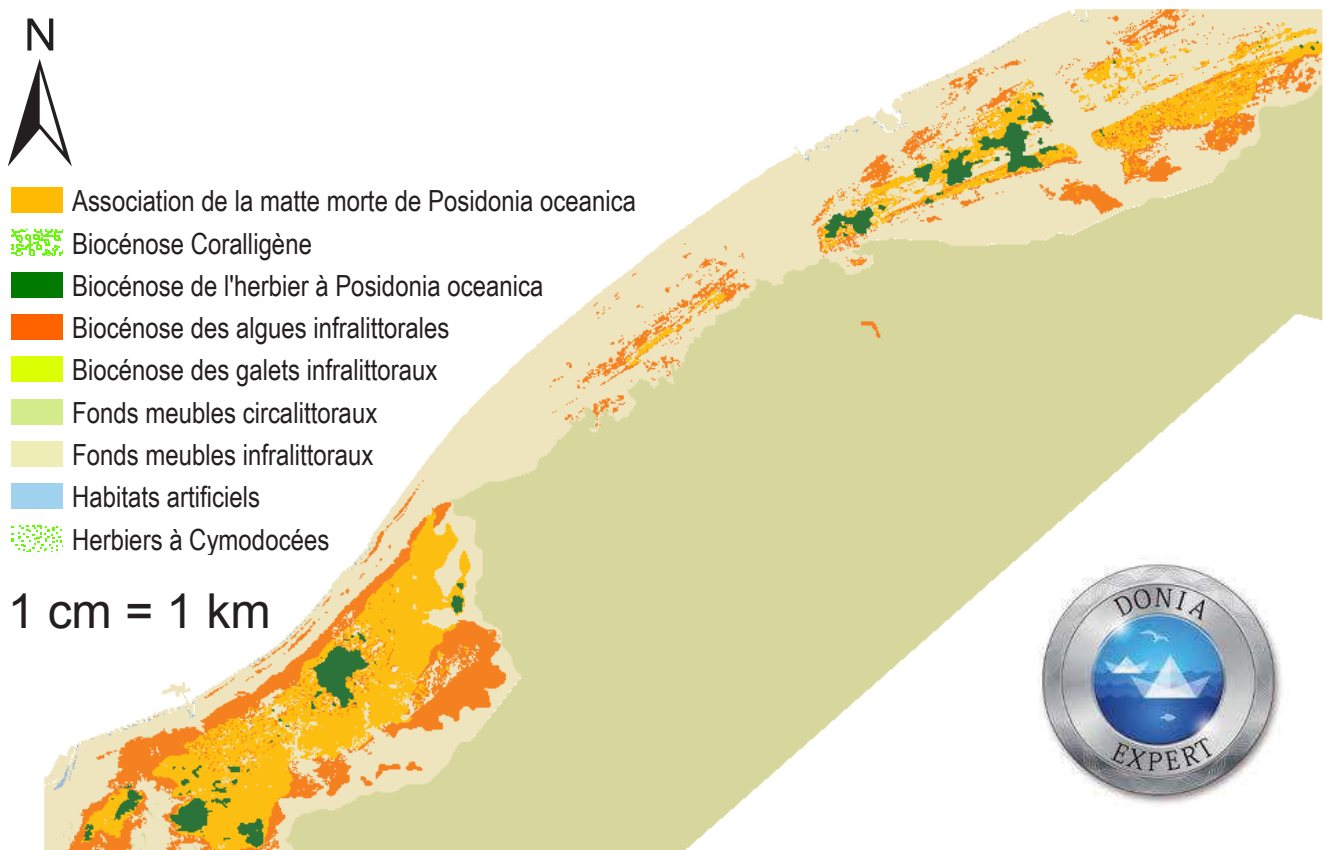 N
Association de la matte morte de Posidonia oceanica
Biocénose Coralligène
Biocénose de l'herbier à Posidonia oceanica
Biocénose des algues infralittorales
Biocénose des galets infralittoraux
Fonds meubles circalittoraux
Fonds meubles infralittoraux
Habitats artificiels
Herbiers à Cymodocées
1 cm = 1 km
DONIA
EXPERT